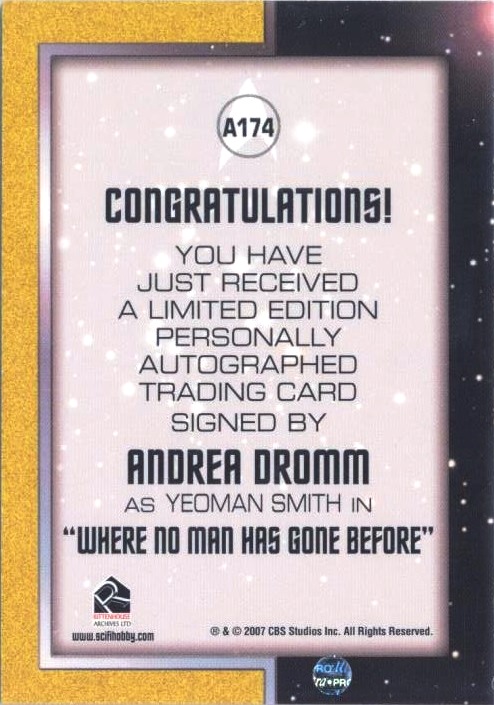 A174
CONGRATULATIONS!
YOU HAVE
JUST RECEIVED
A LIMITED EDITION
PERSONALLY
AUTOGRAPHED
TRADING CARD
SIGNED BY
ANDREA DROMM
AS YEOMAN SMITH IN
"WHERE NO MAN HAS GONE BEFORE"
RITTENHOUSE
ARCHIVES LTD
www.scifihobby.com
® & © 2007 CBS Studios Inc. All Rights Reserved.